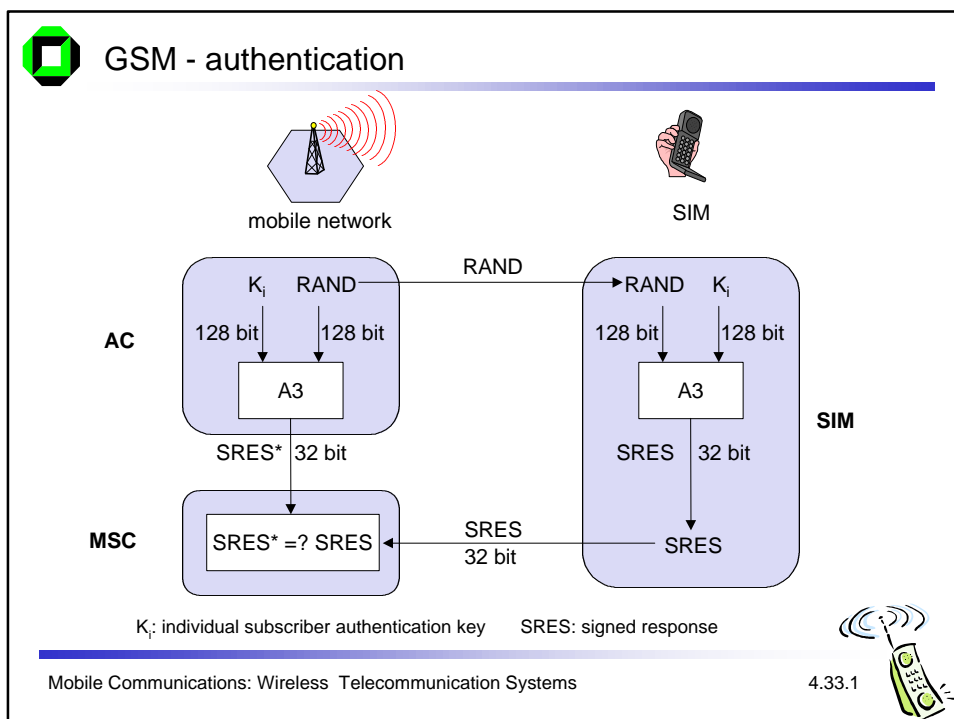 GSM - authentication
mobile network
SIM
RAND
Ki RAND
RAND Ki
AC
128 bit 128 bit
128 bit 128 bit
A3
A3
SIM
SRES* 32 bit
SRES 32 bit
MSC
SRES* =? SRES
SRES
32 bit
SRES
Ki: individual subscriber authentication key SRES: signed response
Mobile Communications: Wireless Telecommunication Systems 4.33.1